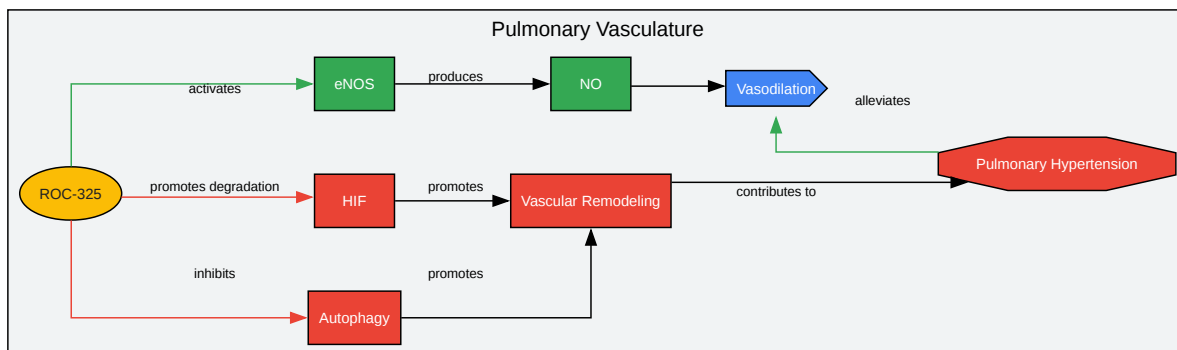 Pulmonary Vasculature
activates
eNOS
produces
NO
Vasodilation
alleviates
Pulmonary Hypertension
ROC-325
promotes degradation
HIF
promotes
Vascular Remodeling
contributes to
inhibits
promotes
Autophagy